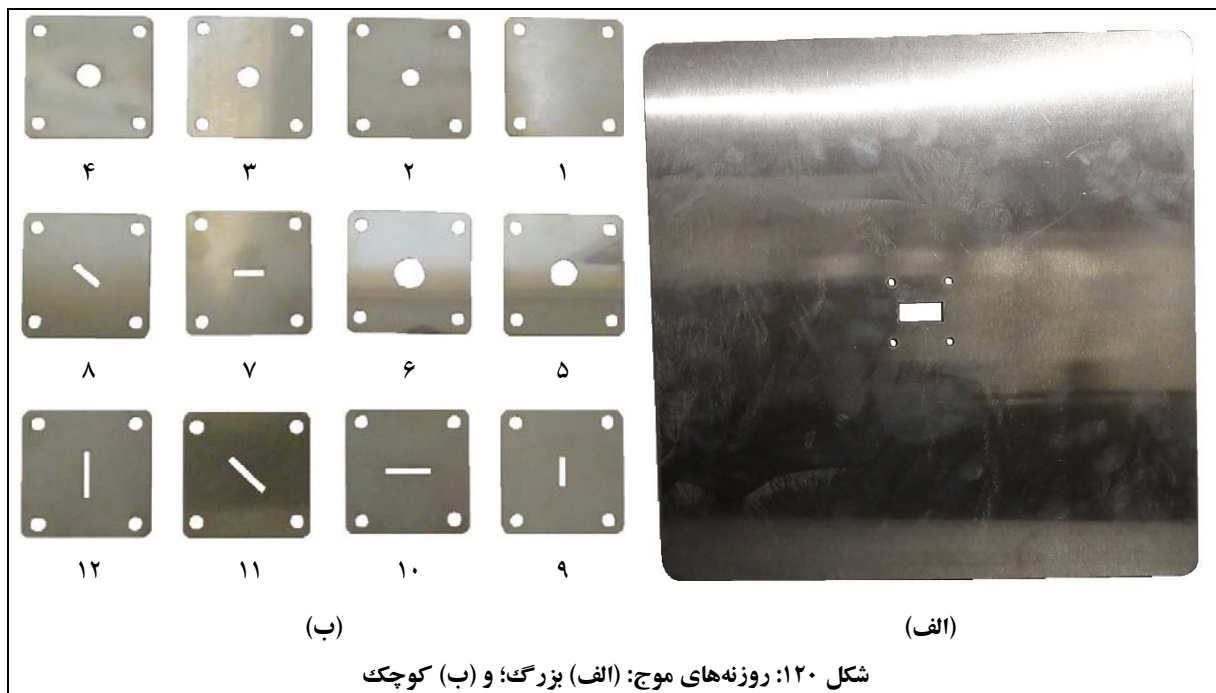 ۴ ۳ ۲ ۱
۸ ۷ ۶ ۵
۱۲ ۱۱ ۱۰ ۹
(ب) (الف)
شکل ۱۲۰: روزنه‌های موج: (الف) بزرگ؛ و (ب) کوچک